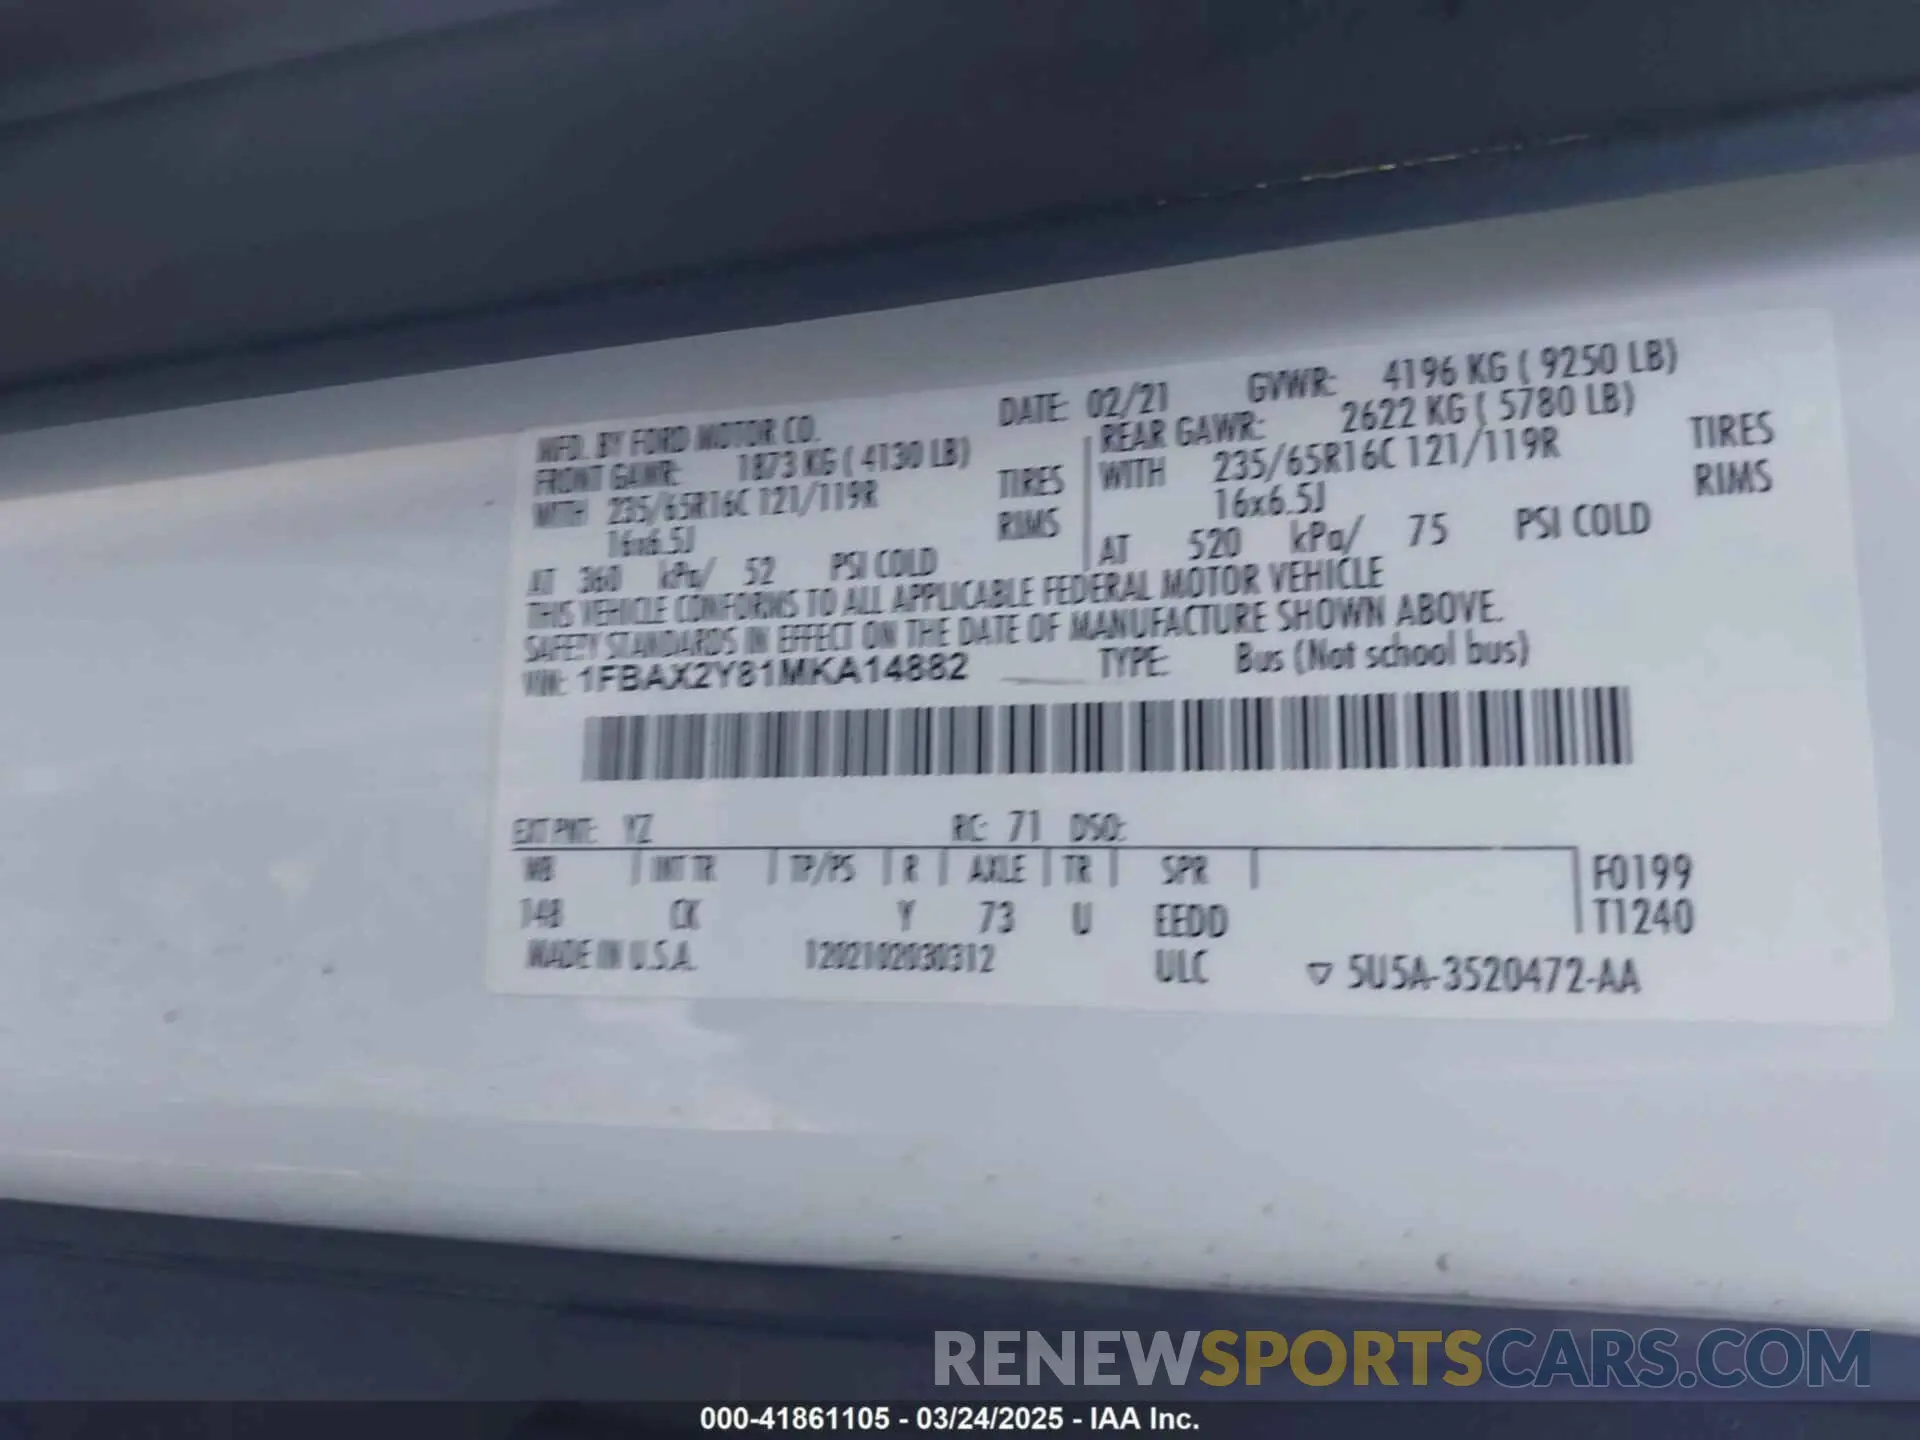 MFD. BY FORD MOTOR CO. DATE: 02/21 GVWR: 4196 KG ( 9250 LB)
FRONT GAWR: 1873 KG ( 4130 LB) REAR GAWR: 2622 KG ( 5780 LB)
WITH 235/65R16C 121/119R TIRES WITH 235/65R16C 121/119R TIRES
16x6.5J RIMS 16x6.5J RIMS
AT 360 kPa/ 52 PSI COLD AT 520 kPa/ 75 PSI COLD
THIS VEHICLE CONFORMS TO ALL APPLICABLE FEDERAL MOTOR VEHICLE
SAFETY STANDARDS IN EFFECT ON THE DATE OF MANUFACTURE SHOWN ABOVE.
VIN: 1FBAX2Y81MKA14882 TYPE: Bus (Not school bus)
EXT PNT: YZ RC: 71 DSO:
WB INT TR TP/PS R AXLE TR SPR F0199
148 CK Y 73 U EEDD T1240
MADE IN U.S.A. 1202102030312 ULC ▽ 5U5A-3520472-AA
RENEWSPORTSCARS.COM
000-41861105 - 03/24/2025 - IAA Inc.